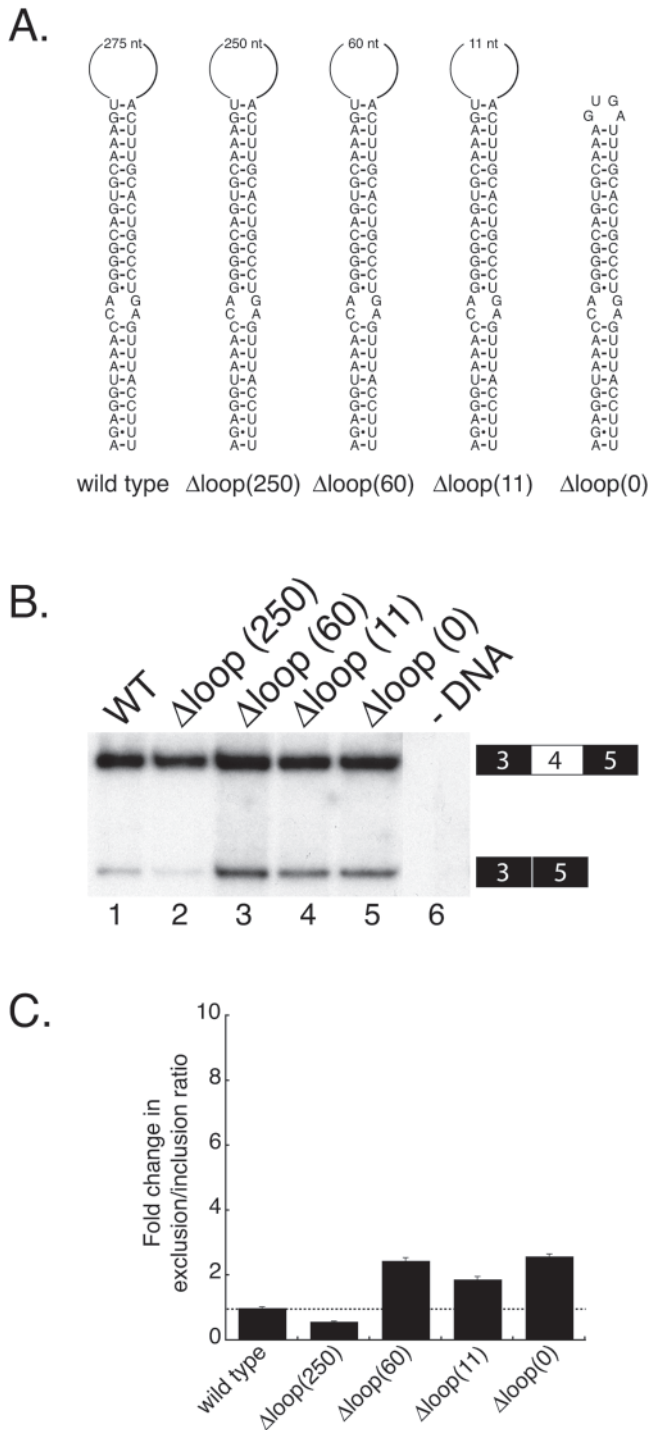 A.
275 nt 250 nt 60 nt 11 nt
U-A U-A U-A U-A U G
G-C G-C G-C G-C G A
A-U A-U A-U A-U A-U
A-U A-U A-U A-U A-U
A-U A-U A-U A-U A-U
C-G C-G C-G C-G C-G
G-C G-C G-C G-C G-C
U-A U-A U-A U-A U-A
G-C G-C G-C G-C G-C
A-U A-U A-U A-U A-U
C-G C-G C-G C-G C-G
G-C G-C G-C G-C G-C
G-C G-C G-C G-C G-C
G-C G-C G-C G-C G-C
G•U G•U G•U G•U G•U
A G A G A G A G A G
C A C A C A C A C A
C-G C-G C-G C-G C-G
A-U A-U A-U A-U A-U
A-U A-U A-U A-U A-U
A-U A-U A-U A-U A-U
U-A U-A U-A U-A U-A
G-C G-C G-C G-C G-C
G-C G-C G-C G-C G-C
A-U A-U A-U A-U A-U
G•U G•U G•U G•U G•U
A-U A-U A-U A-U A-U
wild type Δloop(250) Δloop(60) Δloop(11) Δloop(0)
B.
WT Δloop (250) Δloop (60) Δloop (11) Δloop (0) - DNA
3 4 5
3 5
1 2 3 4 5 6
C.
Fold change in
exclusion/inclusion ratio
10
8
6
4
2
0
wild type Δloop(250) Δloop(60) Δloop(11) Δloop(0)